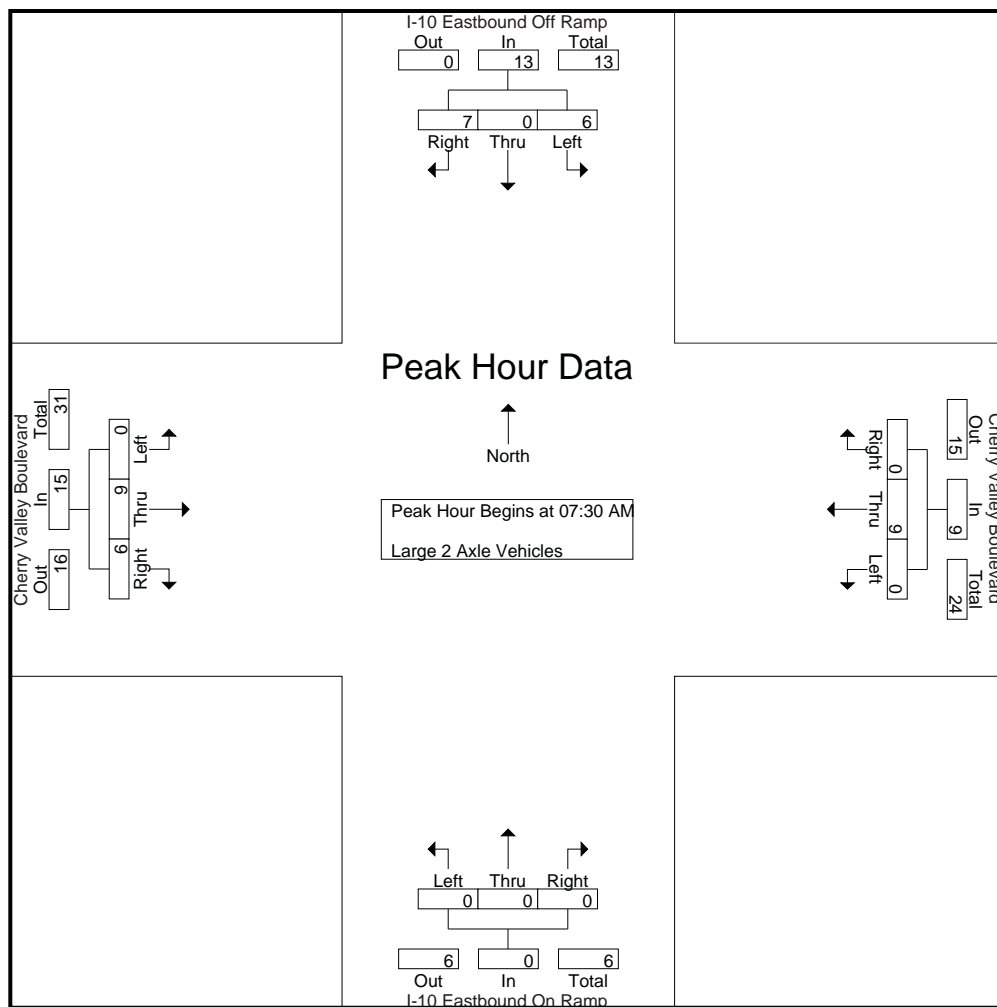 I-10 Eastbound Off Ramp
Out In Total
0 13 13
7 0 6
Right Thru Left
Peak Hour Data
North
Peak Hour Begins at 07:30 AM
Large 2 Axle Vehicles
Cherry Valley Boulevard
Out In Total
16 15 31
0 9 6
Left Thru Right
Cherry Valley Boulevard
Out In Total
15 9 24
0 9 0
Right Thru Left
Left Thru Right
0 0 0
6 0 6
Out In Total
I-10 Eastbound On Ramp